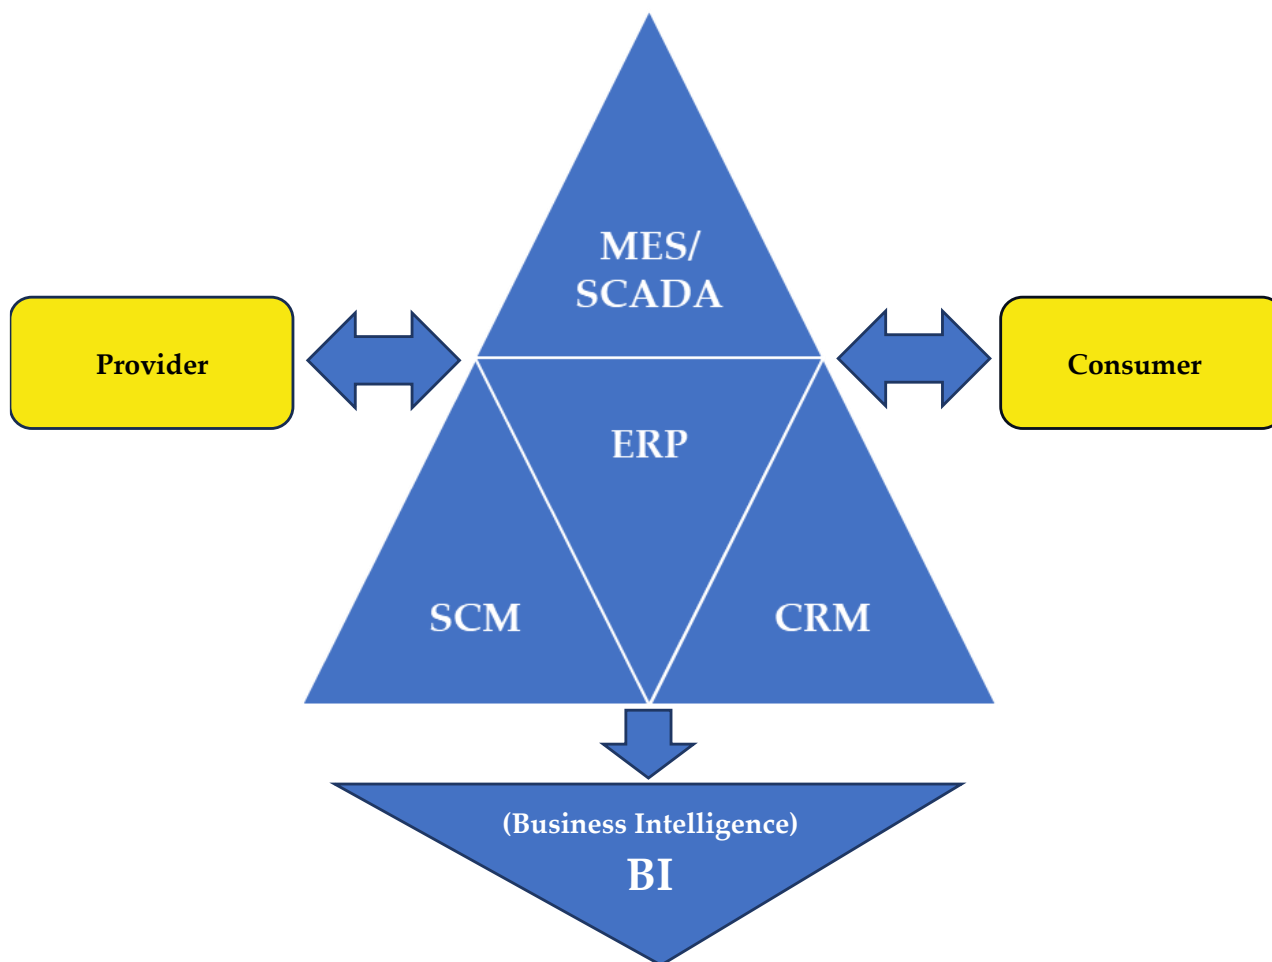 MES/
SCADA
Provider
Consumer
ERP
SCM
CRM
(Business Intelligence)
BI